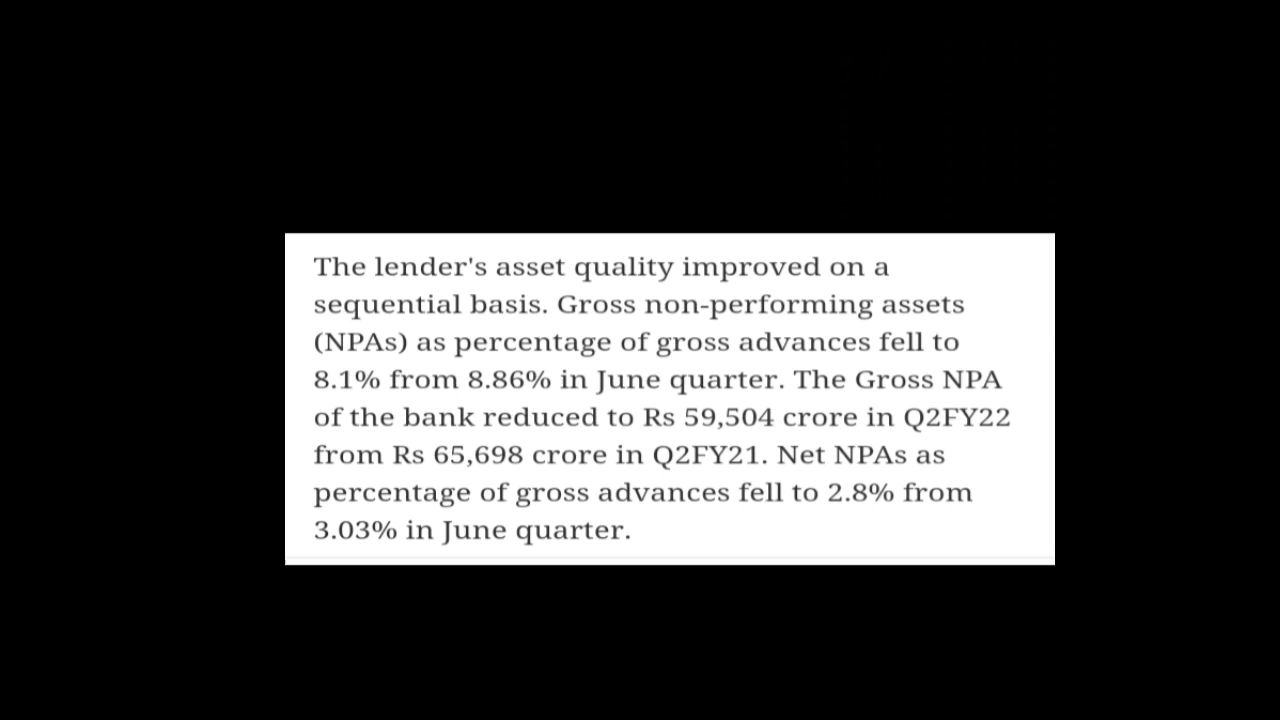 The lender's asset quality improved on a
sequential basis. Gross non-performing assets
(NPAs) as percentage of gross advances fell to
8.1% from 8.86% in June quarter. The Gross NPA
of the bank reduced to Rs 59,504 crore in Q2FY22
from Rs 65,698 crore in Q2FY21. Net NPAs as
percentage of gross advances fell to 2.8% from
3.03% in June quarter.